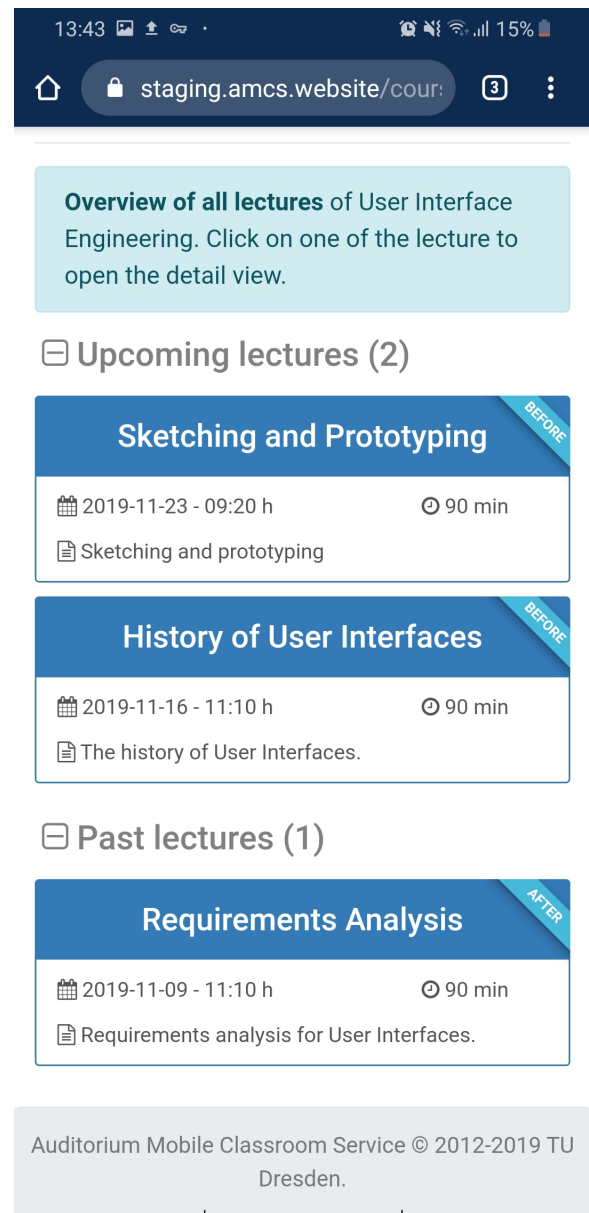 13:43
15%
staging.amcs.website/cour
3
Overview of all lectures of User Interface
Engineering. Click on one of the lecture to
open the detail view.
Upcoming lectures (2)
BEFORE
Sketching and Prototyping
2019-11-23 - 09:20 h
90 min
Sketching and prototyping
BEFORE
History of User Interfaces
2019-11-16 - 11:10 h
90 min
The history of User Interfaces.
Past lectures (1)
AFTER
Requirements Analysis
2019-11-09 - 11:10 h
90 min
Requirements analysis for User Interfaces.
Auditorium Mobile Classroom Service © 2012-2019 TU
Dresden.